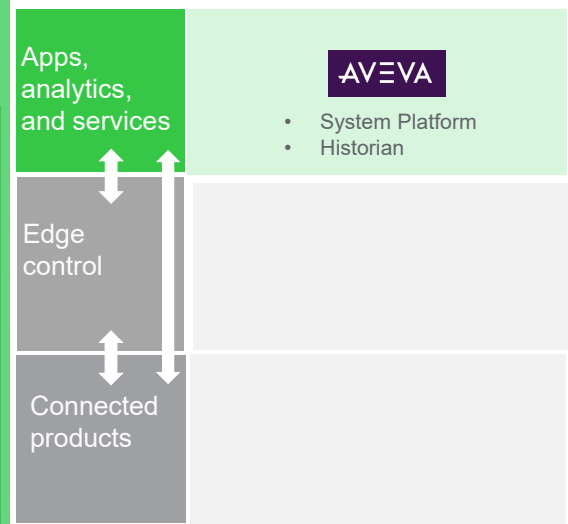 Apps,
analytics,
and services
AVEVA
• System Platform
• Historian
Edge
control
Connected
products